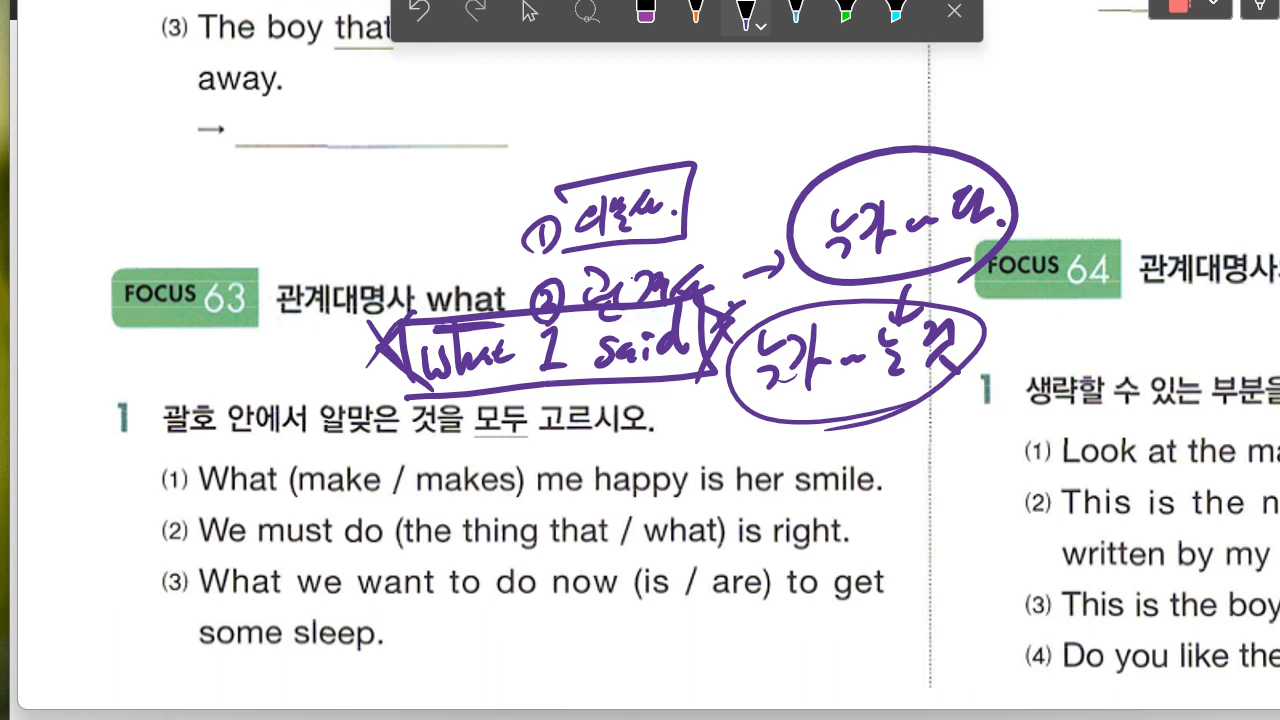 (3) The boy that
away.
→
FOCUS 63 관계대명사 what
① 의문사.
② 관계사
what I said
→ 누가 ~ 다.
누가 ~ 는 것
1 괄호 안에서 알맞은 것을 모두 고르시오.
(1) What (make / makes) me happy is her smile.
(2) We must do (the thing that / what) is right.
(3) What we want to do now (is / are) to get
some sleep.
FOCUS 64 관계대명사
1 생략할 수 있는 부분을
(1) Look at the
(2) This is the
written by my
(3) This is the boy
(4) Do you like the